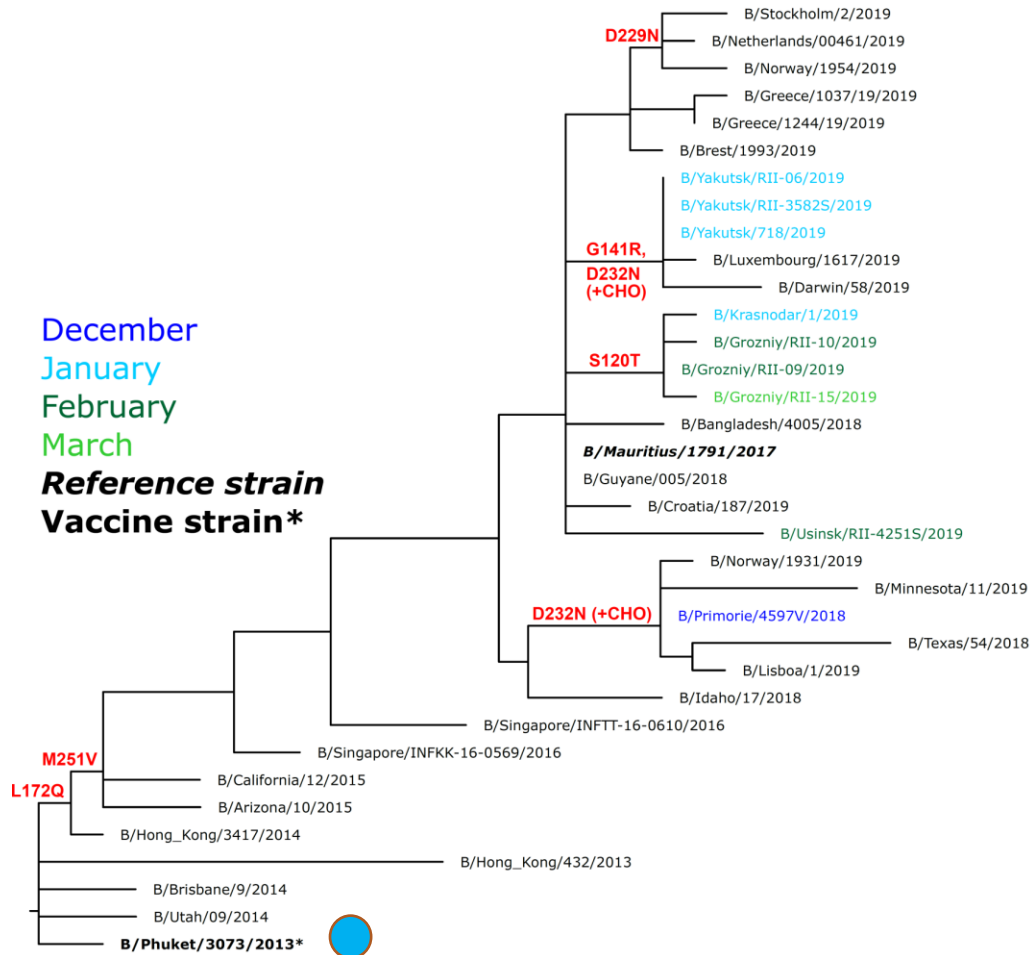 B/Stockholm/2/2019
D229N
B/Netherlands/00461/2019
B/Norway/1954/2019
B/Greece/1037/19/2019
B/Greece/1244/19/2019
B/Brest/1993/2019
B/Yakutsk/RII-06/2019
B/Yakutsk/RII-3582S/2019
B/Yakutsk/718/2019
G141R,
B/Luxembourg/1617/2019
D232N
(+CHO)
B/Darwin/58/2019
B/Krasnodar/1/2019
B/Grozniy/RII-10/2019
S120T
B/Grozniy/RII-09/2019
B/Grozniy/RII-15/2019
B/Bangladesh/4005/2018
B/Mauritius/1791/2017
B/Guyane/005/2018
B/Croatia/187/2019
B/Usinsk/RII-4251S/2019
December
January
February
March
Reference strain
Vaccine strain*
B/Norway/1931/2019
B/Minnesota/11/2019
D232N (+CHO)
B/Primorie/4597V/2018
B/Texas/54/2018
B/Lisboa/1/2019
B/Idaho/17/2018
B/Singapore/INFTT-16-0610/2016
B/Singapore/INFKK-16-0569/2016
M251V
B/California/12/2015
L172Q
B/Arizona/10/2015
B/Hong_Kong/3417/2014
B/Hong_Kong/432/2013
B/Brisbane/9/2014
B/Utah/09/2014
B/Phuket/3073/2013*